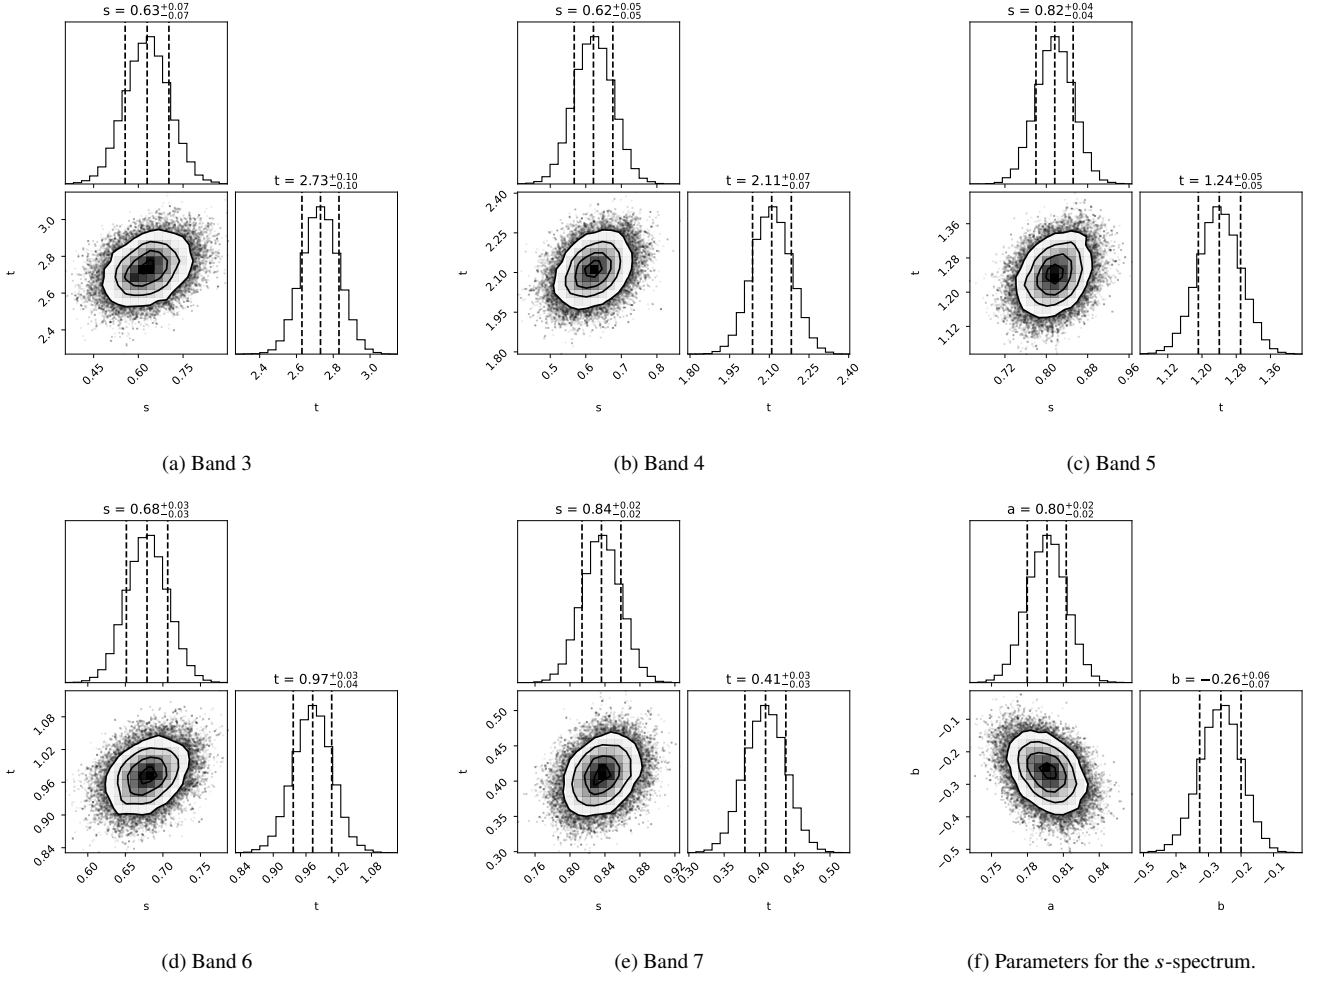 s = 0.63+0.07 −0.07
s = 0.62+0.05 −0.05
s = 0.82+0.04 −0.04
t = 2.73+0.10 −0.10
t = 2.11+0.07 −0.07
t = 1.24+0.05 −0.05
t
3.0
2.8
2.6
2.4
0.45 0.60 0.75
s
2.4 2.6 2.8 3.0
t
t
2.40
2.25
2.10
1.95
1.80
0.5 0.6 0.7 0.8
s
1.80 1.95 2.10 2.25 2.40
t
t
1.36
1.28
1.20
1.12
0.72 0.80 0.88 0.96
s
1.12 1.20 1.28 1.36
t
(a) Band 3
(b) Band 4
(c) Band 5
s = 0.68+0.03 −0.03
s = 0.84+0.02 −0.02
a = 0.80+0.02 −0.02
t = 0.97+0.03 −0.04
t = 0.41+0.03 −0.03
b = −0.26+0.06 −0.07
t
1.08
1.02
0.96
0.90
0.84
0.60 0.65 0.70 0.75
s
0.84 0.90 0.96 1.02 1.08
t
t
0.50
0.45
0.40
0.35
0.30
0.76 0.80 0.84 0.88 0.92
s
0.30 0.35 0.40 0.45 0.50
t
b
−0.1
−0.2
−0.3
−0.4
−0.5
0.75 0.78 0.81 0.84
a
−0.5 −0.4 −0.3 −0.2 −0.1
b
(d) Band 6
(e) Band 7
(f) Parameters for the s-spectrum.